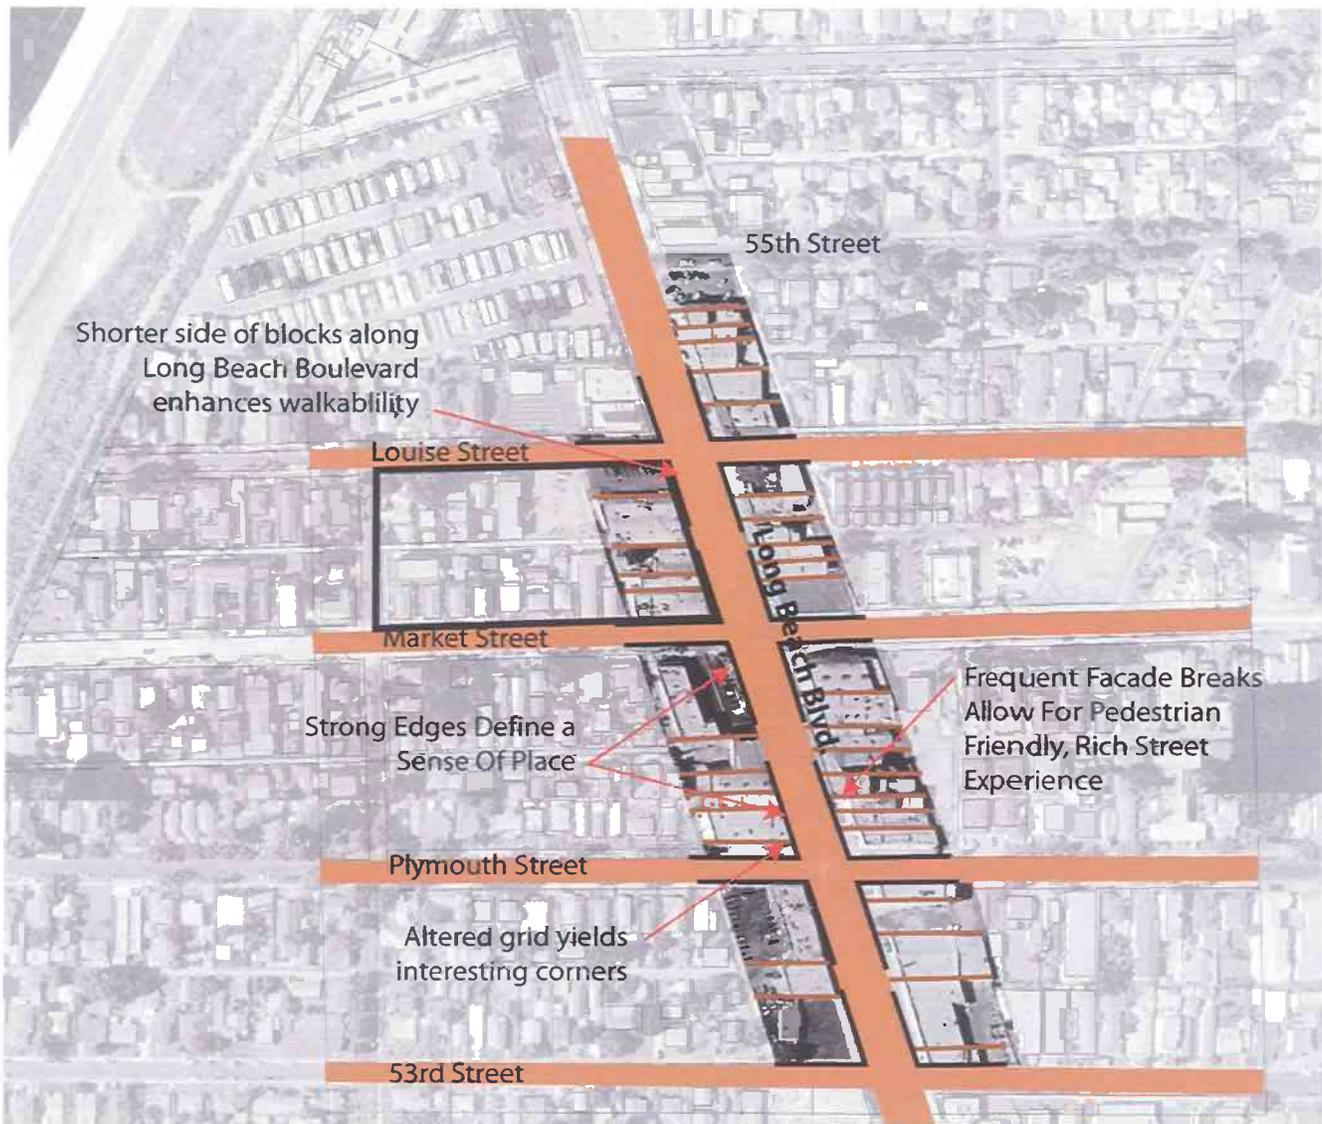 55th Street
Shorter side of blocks along
Long Beach Boulevard
enhances walkablility
Louise Street
Long Beach Blvd
Market Street
Frequent Facade Breaks
Allow For Pedestrian
Friendly, Rich Street
Experience
Strong Edges Define a
Sense Of Place
Plymouth Street
Altered grid yields
interesting corners
53rd Street